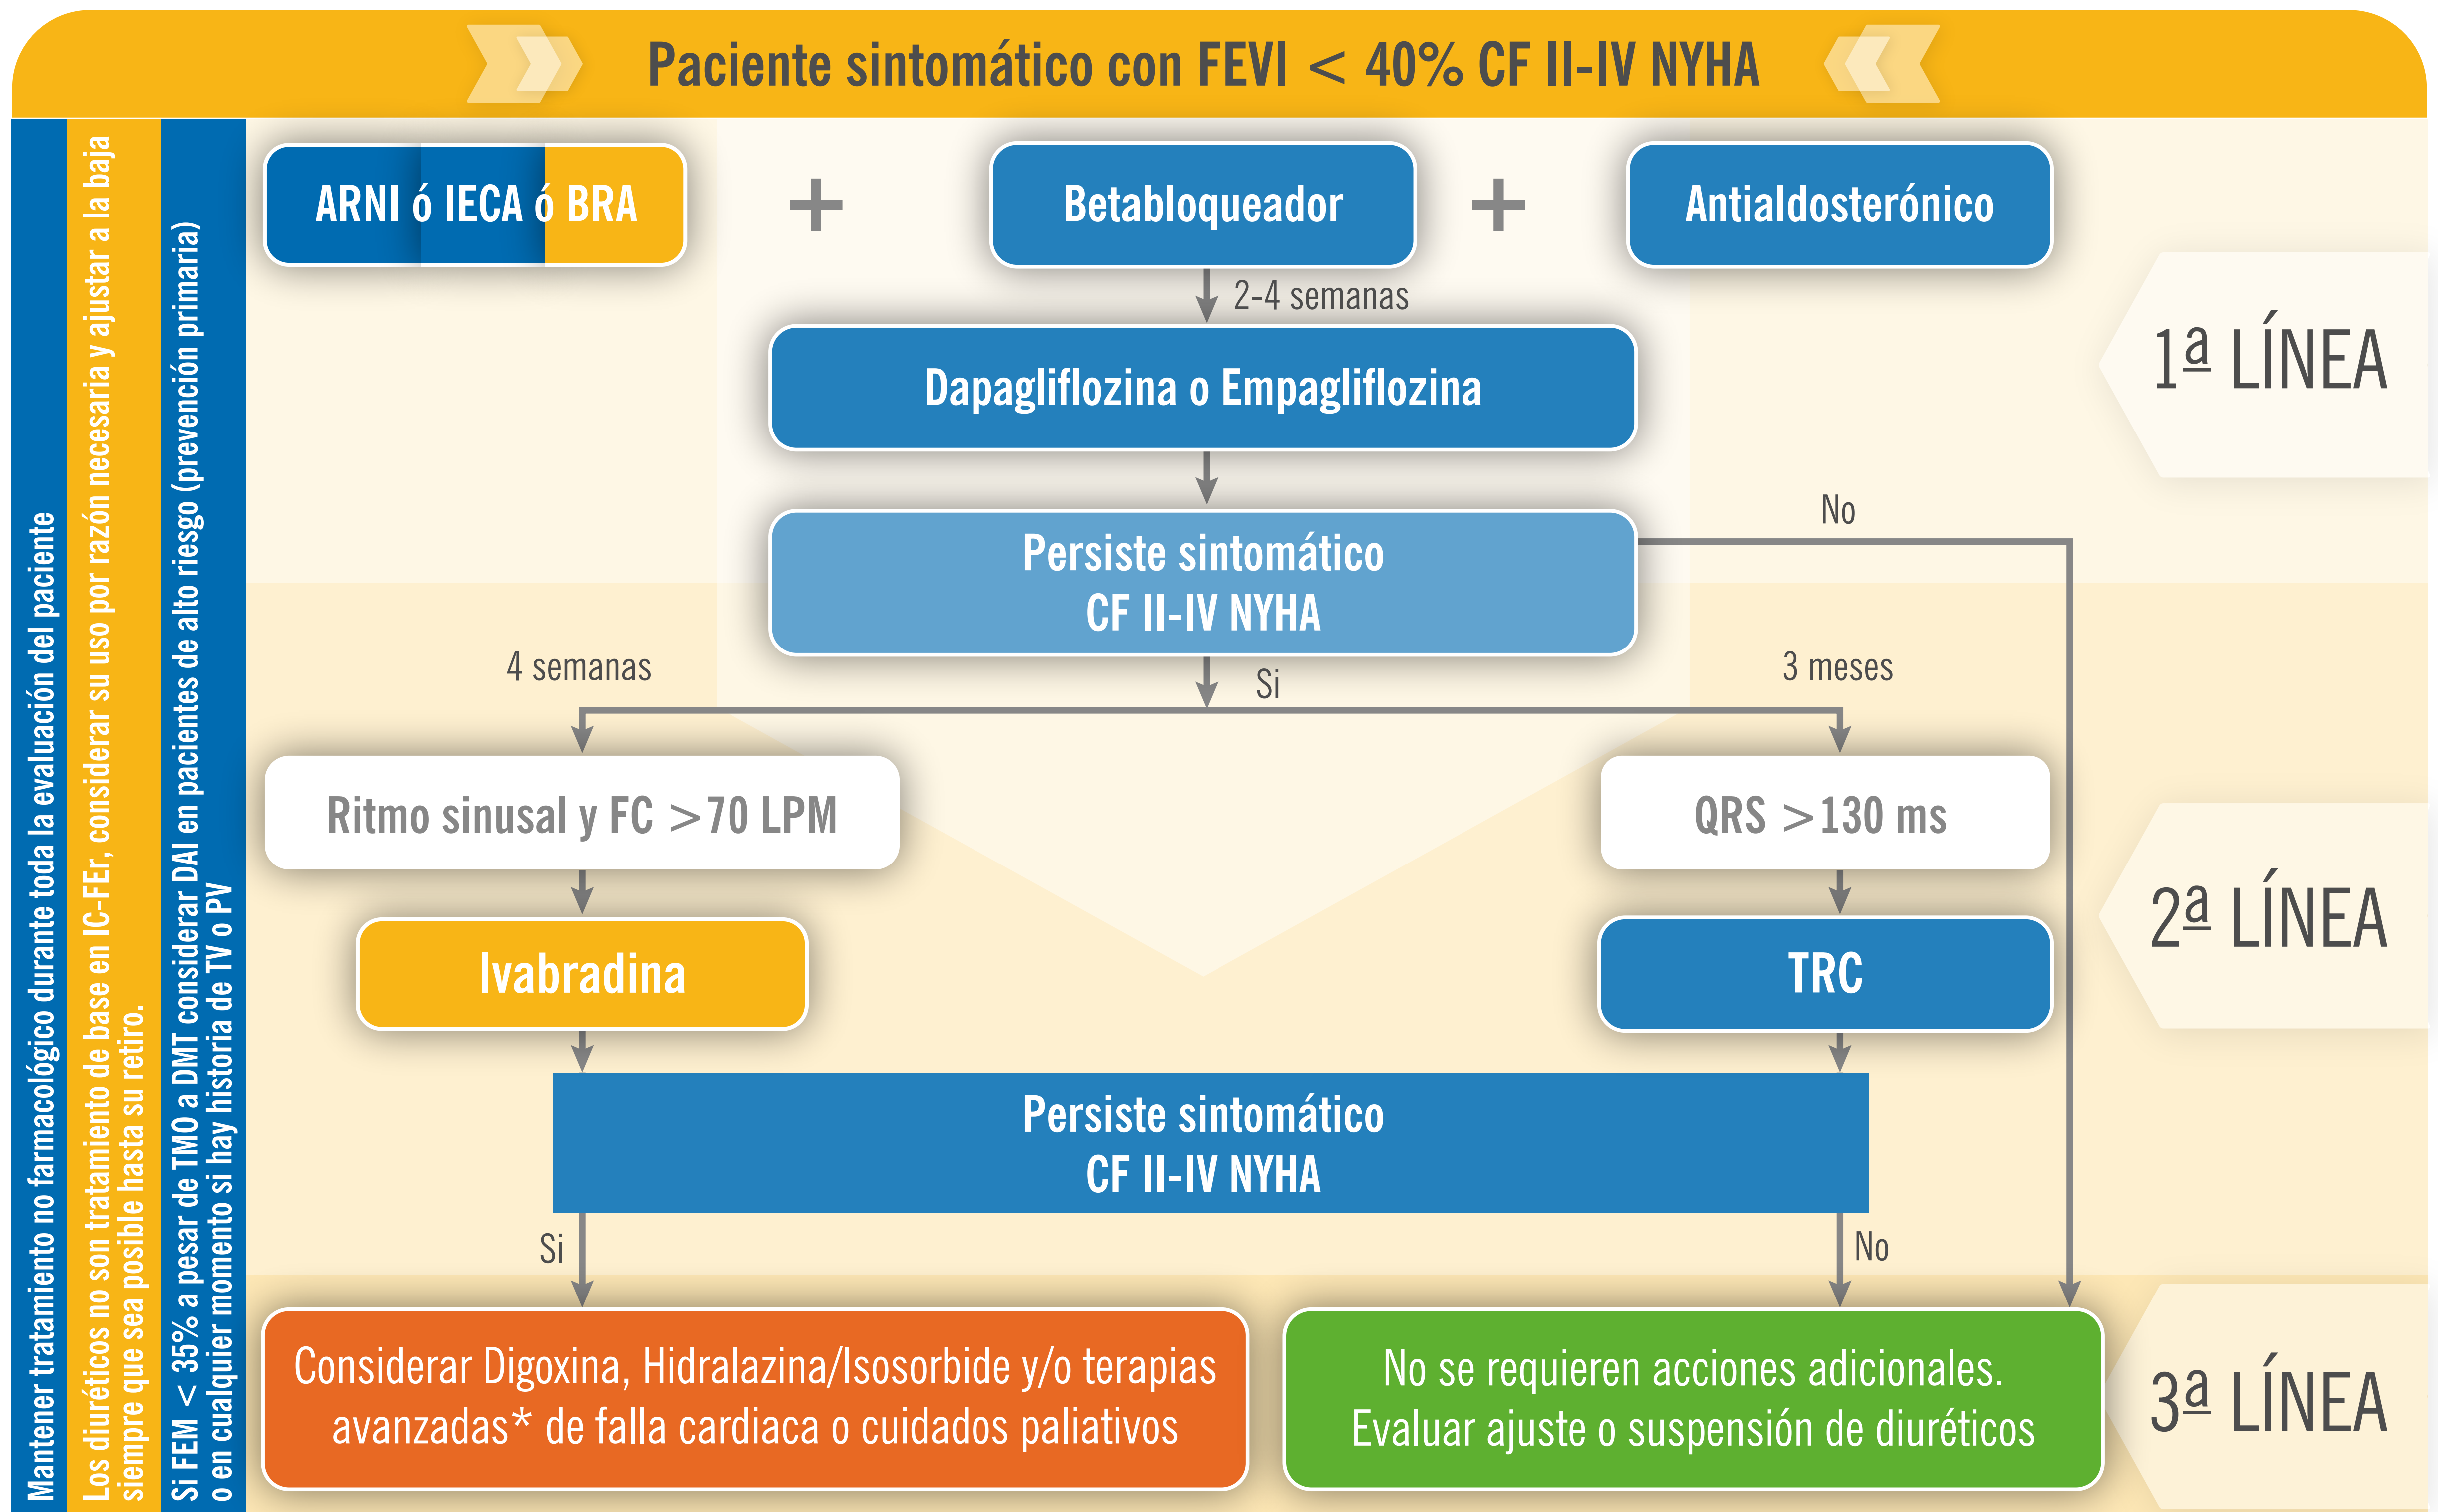 Paciente sintomático con FEVI < 40% CF II-IV NYHA
Mantener tratamiento no farmacológico durante toda la evaluación del paciente
Los diuréticos no son tratamiento de base en IC-FEr, considerar su uso por razón necesaria y ajustar a la baja
siempre que sea posible hasta su retiro.
Si FEM < 35% a pesar de TMO a DMT considerar DAI en pacientes de alto riesgo (prevención primaria)
o en cualquier momento si hay historia de TV o PV
ARNI ó IECA ó BRA
+
Betabloqueador
+
Antialdosterónico
2-4 semanas
Dapagliflozina o Empagliflozina
1ª LÍNEA
Persiste sintomático
CF II-IV NYHA
No
4 semanas
Si
3 meses
Ritmo sinusal y FC >70 LPM
QRS >130 ms
Ivabradina
TRC
2ª LÍNEA
Persiste sintomático
CF II-IV NYHA
Si
No
Considerar Digoxina, Hidralazina/Isosorbide y/o terapias
avanzadas* de falla cardiaca o cuidados paliativos
No se requieren acciones adicionales.
Evaluar ajuste o suspensión de diuréticos
3ª LÍNEA